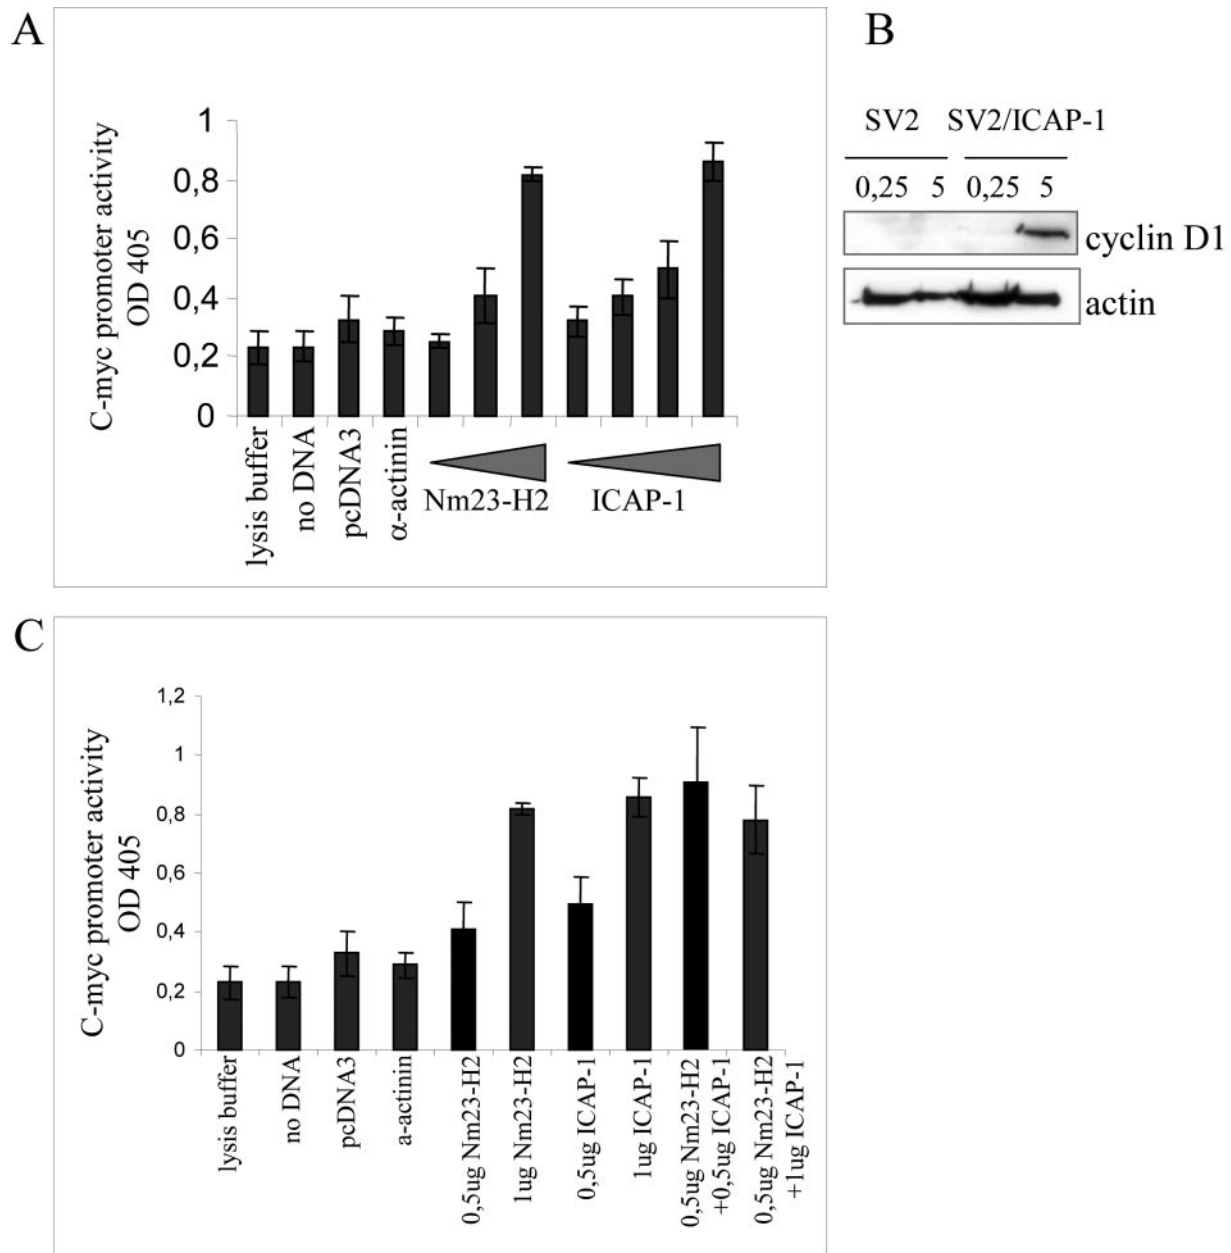 A
C-myc promoter activity
OD 405
1
0,8
0,6
0,4
0,2
0
lysis buffer
no DNA
pcDNA3
α-actinin
Nm23-H2
ICAP-1
B
SV2 SV2/ICAP-1
0,25 5 0,25 5
cyclin D1
actin
C
C-myc promoter activity
OD 405
1,2
1
0,8
0,6
0,4
0,2
0
lysis buffer
no DNA
pcDNA3
a-actinin
0,5ug Nm23-H2
1ug Nm23-H2
0,5ug ICAP-1
1ug ICAP-1
0,5ug Nm23-H2
+0,5ug ICAP-1
0,5ug Nm23-H2
+1ug ICAP-1